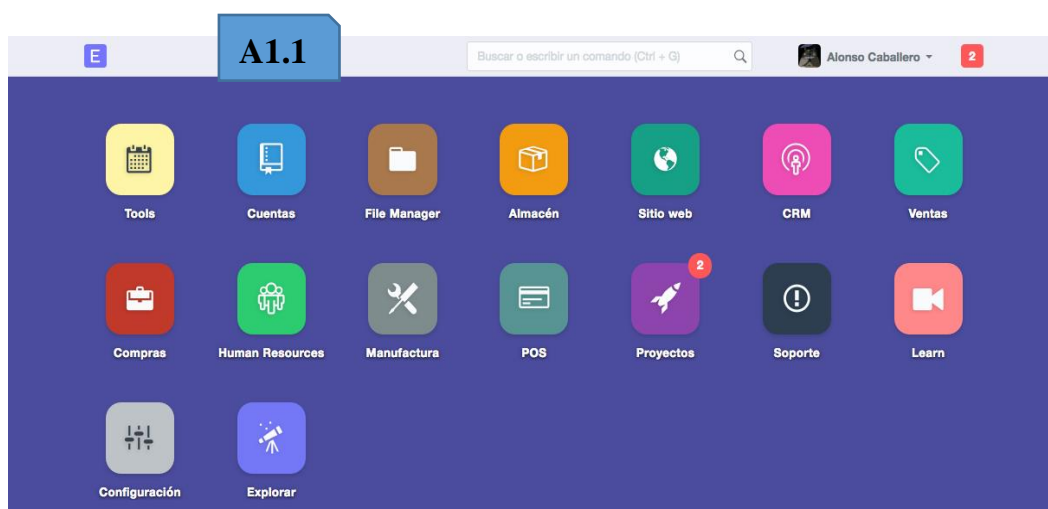 A1.1
E
Buscar o escribir un comando (Ctrl + G)
Alonso Caballero
2
Tools
Cuentas
File Manager
Almacén
Sitio web
CRM
Ventas
2
Compras
Human Resources
Manufactura
POS
Proyectos
Soporte
Learn
Configuración
Explorar